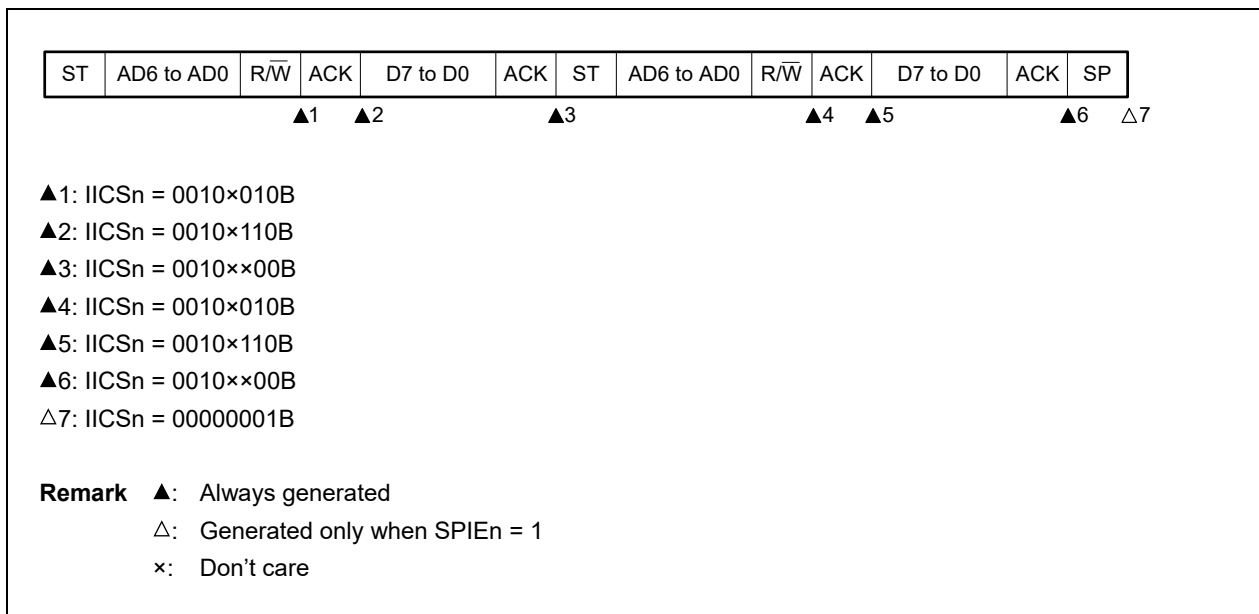 ST AD6 to AD0 R/W̅ ACK D7 to D0 ACK ST AD6 to AD0 R/W̅ ACK D7 to D0 ACK SP
▲1 ▲2 ▲3 ▲4 ▲5 ▲6 △7
▲1: IICSn = 0010×010B
▲2: IICSn = 0010×110B
▲3: IICSn = 0010××00B
▲4: IICSn = 0010×010B
▲5: IICSn = 0010×110B
▲6: IICSn = 0010××00B
△7: IICSn = 00000001B
Remark ▲: Always generated
△: Generated only when SPIEn = 1
×: Don't care